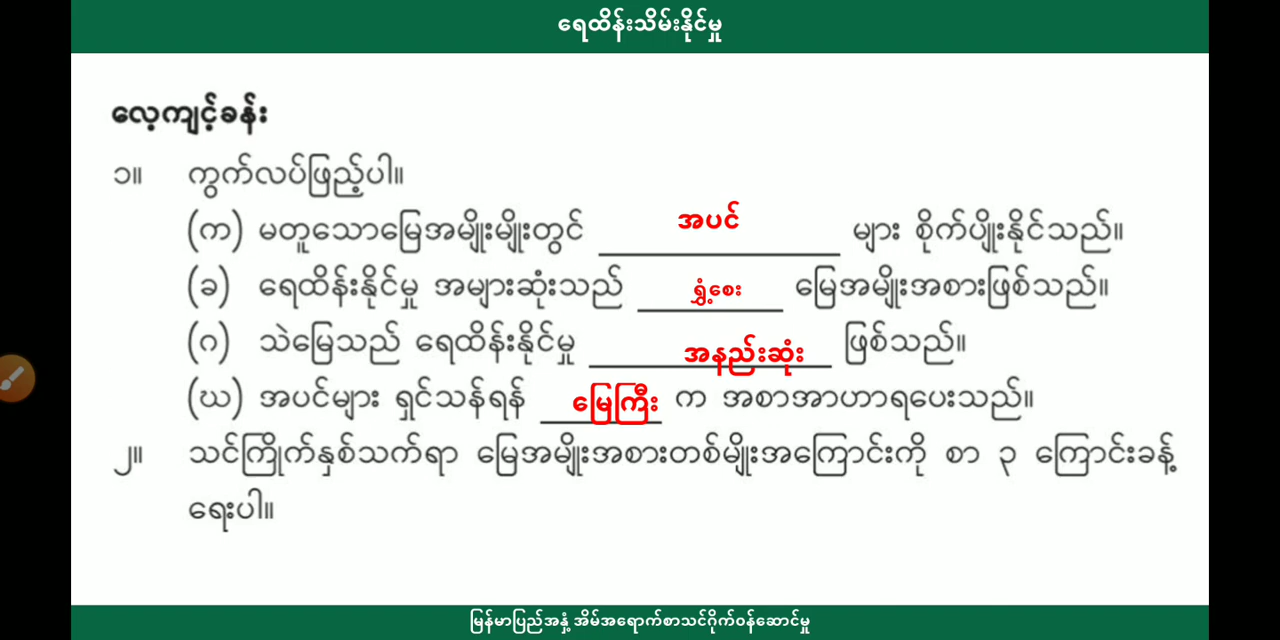 ရေထိန်းသိမ်းနိုင်မှု
လေ့ကျင့်ခန်း
၁။ ကွက်လပ်ဖြည့်ပါ။
(က) မတူသောမြေအမျိုးမျိုးတွင် အပင် များ စိုက်ပျိုးနိုင်သည်။
(ခ) ရေထိန်းနိုင်မှု အများဆုံးသည် ရွှံ့စေး မြေအမျိုးအစားဖြစ်သည်။
(ဂ) သဲမြေသည် ရေထိန်းနိုင်မှု အနည်းဆုံး ဖြစ်သည်။
(ဃ) အပင်များ ရှင်သန်ရန် မြေကြီး က အစာအာဟာရပေးသည်။
၂။ သင်ကြိုက်နှစ်သက်ရာ မြေအမျိုးအစားတစ်မျိုးအကြောင်းကို စာ ၃ ကြောင်းခန့်
ရေးပါ။
မြန်မာပြည်အနှံ့ အိမ်အရောက်စာသင်ဂိုက်ဝန်ဆောင်မှု